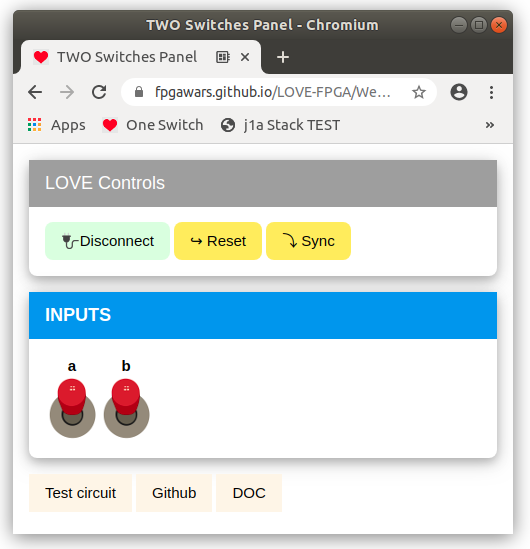 TWO Switches Panel - Chromium
TWO Switches Panel
fpgawars.github.io/LOVE-FPGA/We...
Apps One Switch j1a Stack TEST »
LOVE Controls
Disconnect Reset Sync
INPUTS
a b
Test circuit Github DOC